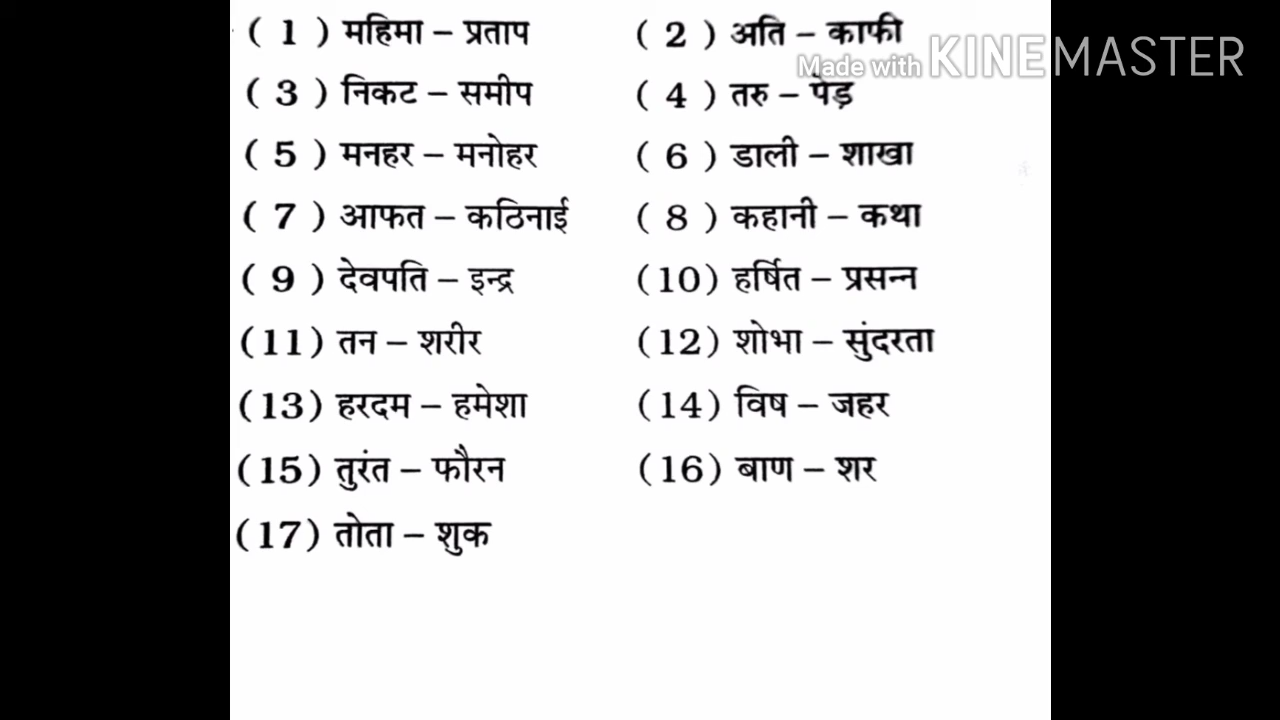 ( 1 ) महिमा – प्रताप ( 2 ) अति – काफी
Made with KINEMASTER
( 3 ) निकट – समीप ( 4 ) तरु – पेड़
( 5 ) मनहर – मनोहर ( 6 ) डाली – शाखा
( 7 ) आफत – कठिनाई ( 8 ) कहानी – कथा
( 9 ) देवपति – इन्द्र (10) हर्षित – प्रसन्न
(11) तन – शरीर (12) शोभा – सुंदरता
(13) हरदम – हमेशा (14) विष – जहर
(15) तुरंत – फौरन (16) बाण – शर
(17) तोता – शुक